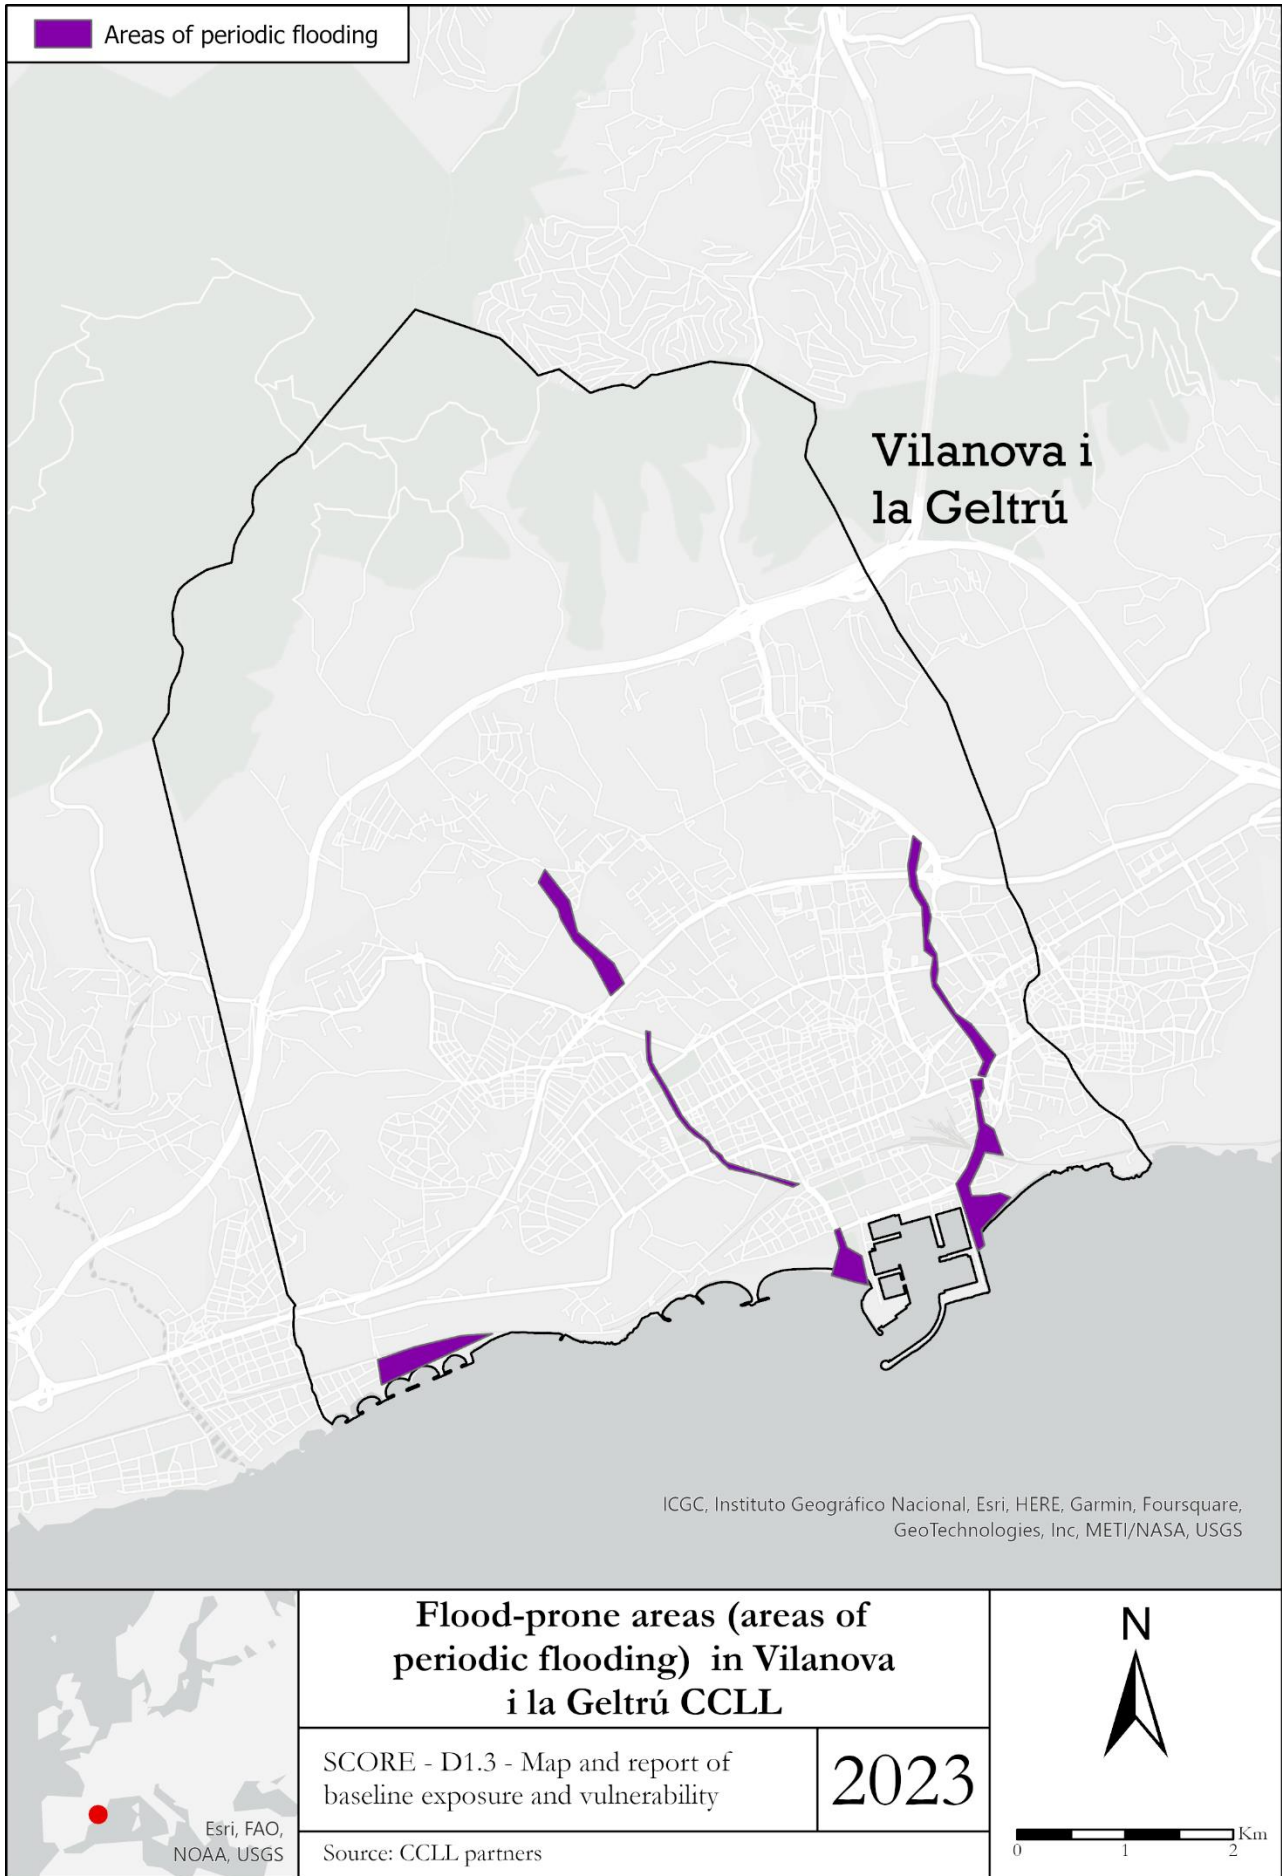 Areas of periodic flooding
Vilanova i
la Geltrú
ICGC, Instituto Geográfico Nacional, Esri, HERE, Garmin, Foursquare,
GeoTechnologies, Inc, METI/NASA, USGS
Esri, FAO,
NOAA, USGS
Flood-prone areas (areas of
periodic flooding) in Vilanova
i la Geltrú CCLL
SCORE - D1.3 - Map and report of
baseline exposure and vulnerability
2023
Source: CCLL partners
N
Km
0 1 2